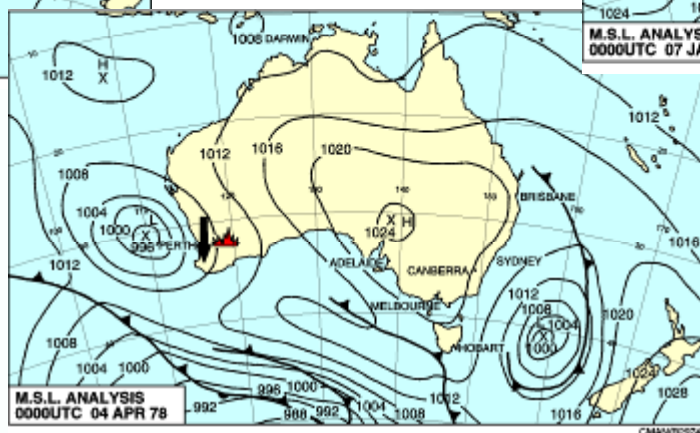 1024
M.S.L. ANALYSIS
0000UTC 07 JA
1008 DARWIN
H
X
1012
1012
1012
1016
1020
1008
1004
1000
L
X
996
PERTH
1024 X H
BRISBANE
ADELAIDE
CANBERRA
SYDNEY
MELBOURNE
HOBART
1012
1008
1004
L
X
1000
1020
1012
1008
1004
1000
996
1000
992
988
992
1004
1008
1012
1016
1024
1028
M.S.L. ANALYSIS
0000UTC 04 APR 78